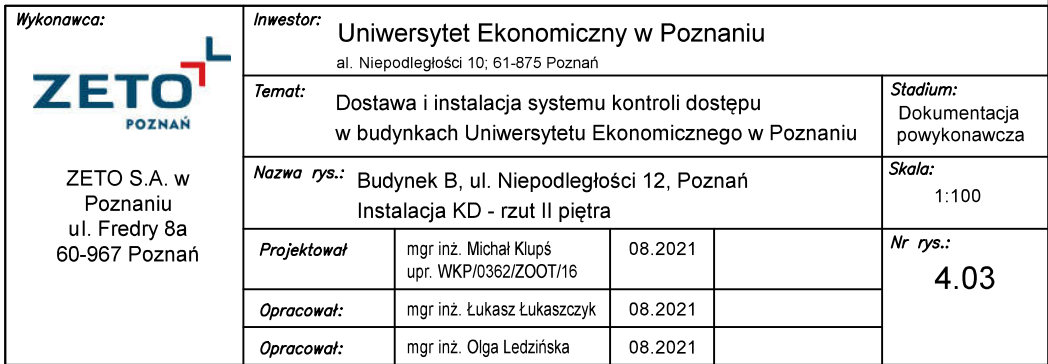 Wykonawca:
ZETO
POZNAŃ
ZETO S.A. w
Poznaniu
ul. Fredry 8a
60-967 Poznań
Inwestor:
Uniwersytet Ekonomiczny w Poznaniu
al. Niepodległości 10; 61-875 Poznań
Temat:
Dostawa i instalacja systemu kontroli dostępu
w budynkach Uniwersytetu Ekonomicznego w Poznaniu
Stadium:
Dokumentacja
powykonawcza
Nazwa rys.:
Budynek B, ul. Niepodległości 12, Poznań
Instalacja KD - rzut II piętra
Skala:
1:100
Projektował
mgr inż. Michał Klupś
upr. WKP/0362/ZOOT/16
08.2021
Nr rys.:
4.03
Opracował:
mgr inż. Łukasz Łukaszczyk
08.2021
Opracował:
mgr inż. Olga Ledzińska
08.2021